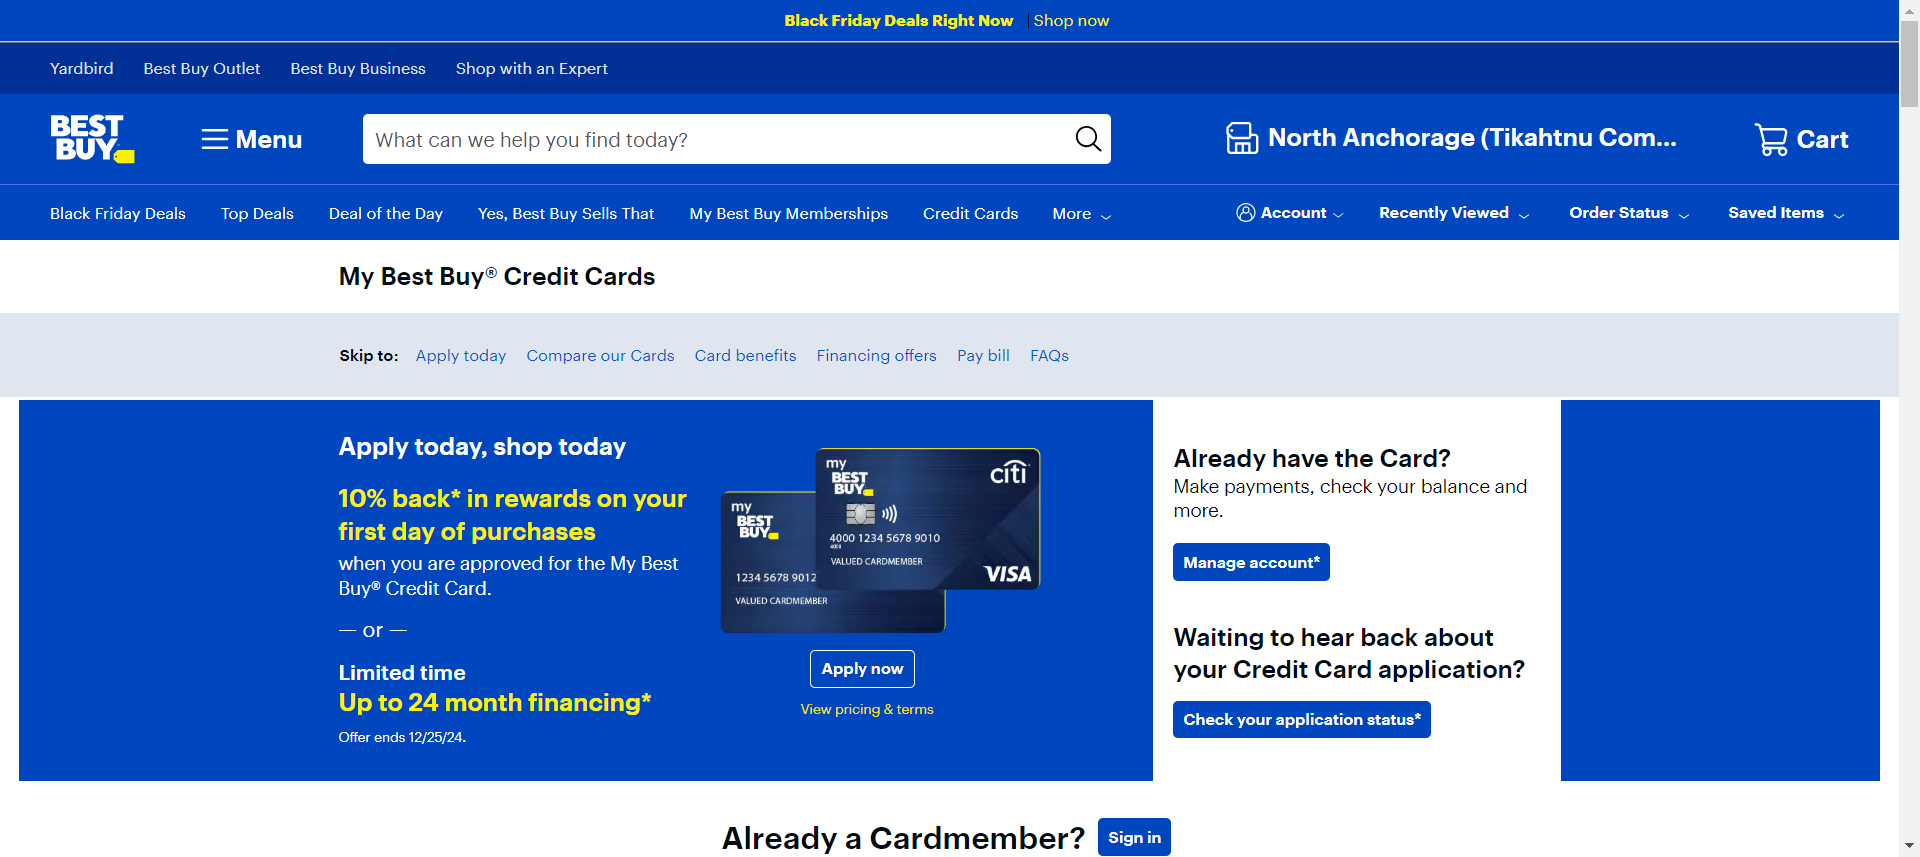 Black Friday Deals Right Now | Shop now
Yardbird Best Buy Outlet Best Buy Business Shop with an Expert
BEST
BUY
Menu
What can we help you find today?
North Anchorage (Tikahtnu Com...
Cart
Black Friday Deals Top Deals Deal of the Day Yes, Best Buy Sells That My Best Buy Memberships Credit Cards More
Account Recently Viewed Order Status Saved Items
My Best Buy® Credit Cards
Skip to: Apply today Compare our Cards Card benefits Financing offers Pay bill FAQs
Apply today, shop today
10% back* in rewards on your
first day of purchases
when you are approved for the My Best
Buy® Credit Card.
— or —
Limited time
Up to 24 month financing*
Offer ends 12/25/24.
my
BEST
BUY
citi
4000 1234 5678 9010
4000
VALUED CARDMEMBER
VISA
my
BEST
BUY
1234 5678 9012
VALUED CARDMEMBER
Apply now
View pricing & terms
Already have the Card?
Make payments, check your balance and
more.
Manage account*
Waiting to hear back about
your Credit Card application?
Check your application status*
Already a Cardmember? Sign in